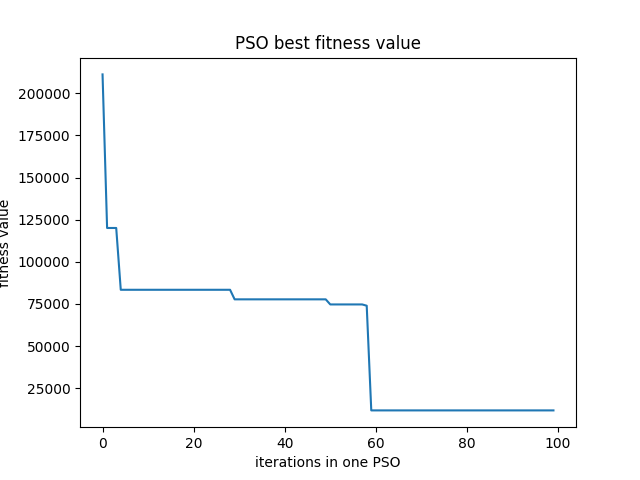 PSO best fitness value
200000
175000
150000
125000
100000
75000
50000
25000
fitness value
0 20 40 60 80 100
iterations in one PSO